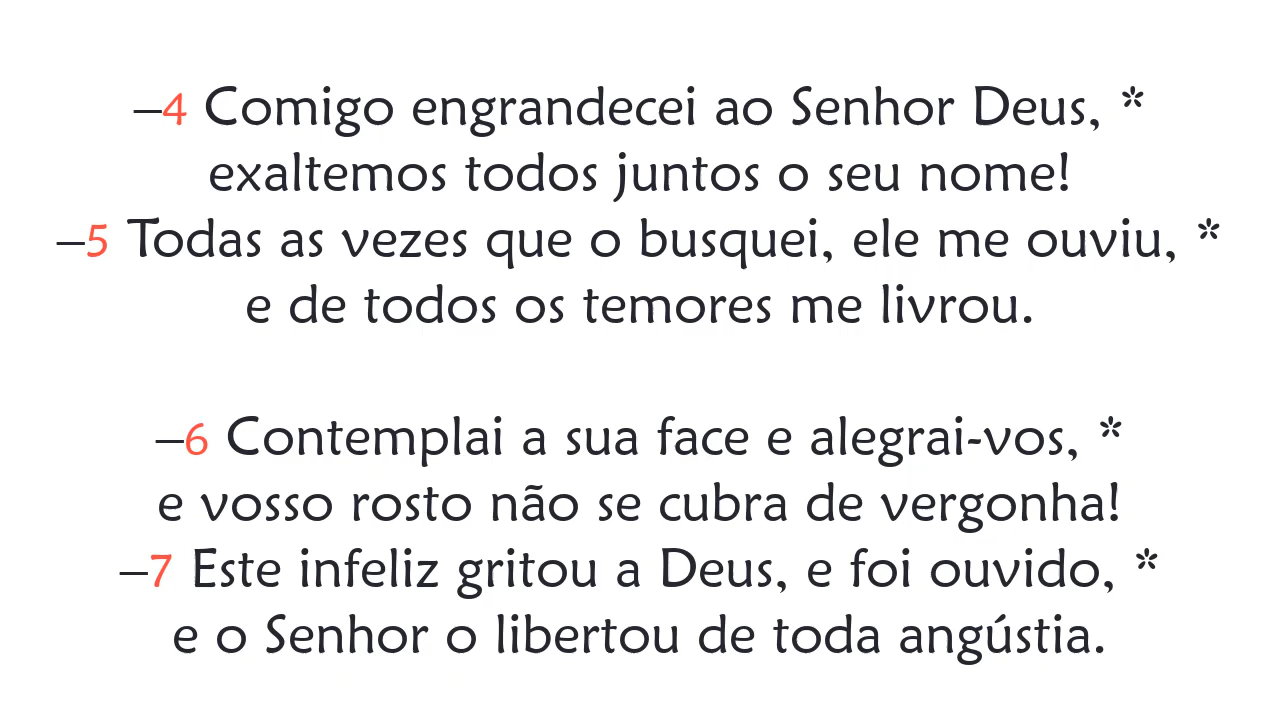 –4 Comigo engrandecei ao Senhor Deus, *
exaltemos todos juntos o seu nome!
–5 Todas as vezes que o busquei, ele me ouviu, *
e de todos os temores me livrou.
–6 Contemplai a sua face e alegrai-vos, *
e vosso rosto não se cubra de vergonha!
–7 Este infeliz gritou a Deus, e foi ouvido, *
e o Senhor o libertou de toda angústia.